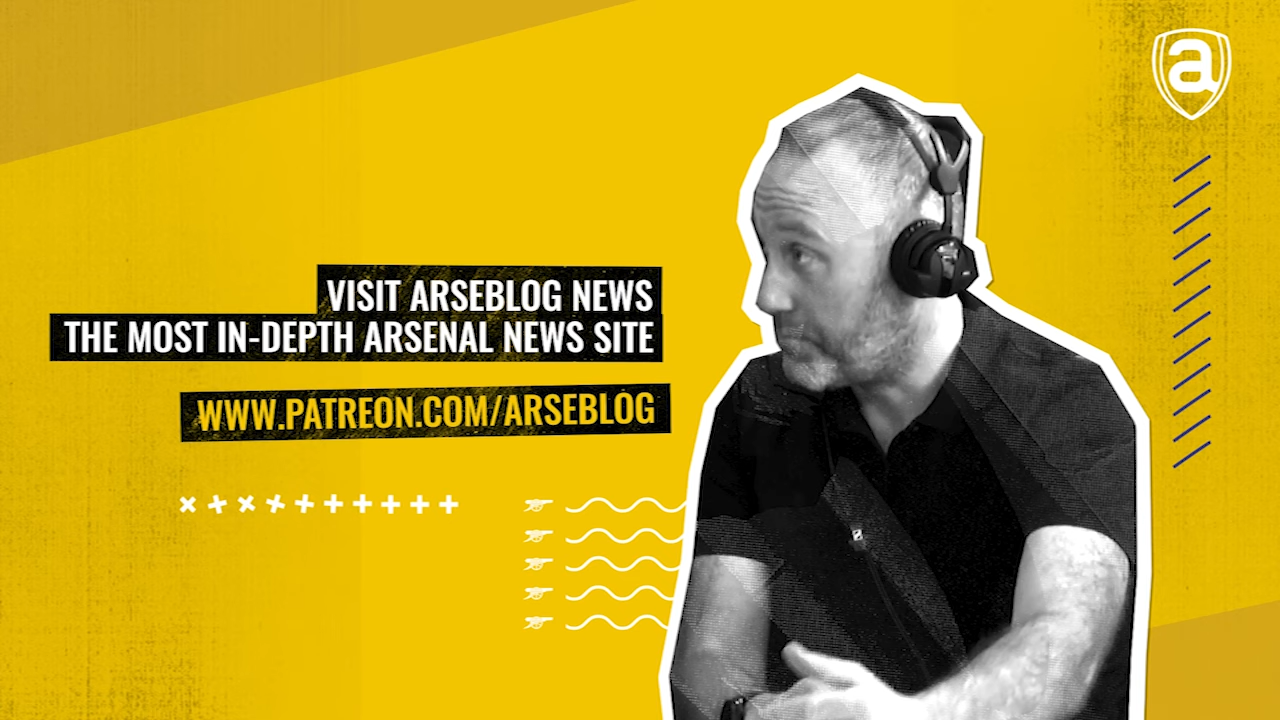 a
VISIT ARSEBLOG NEWS
THE MOST IN-DEPTH ARSENAL NEWS SITE
WWW.PATREON.COM/ARSEBLOG